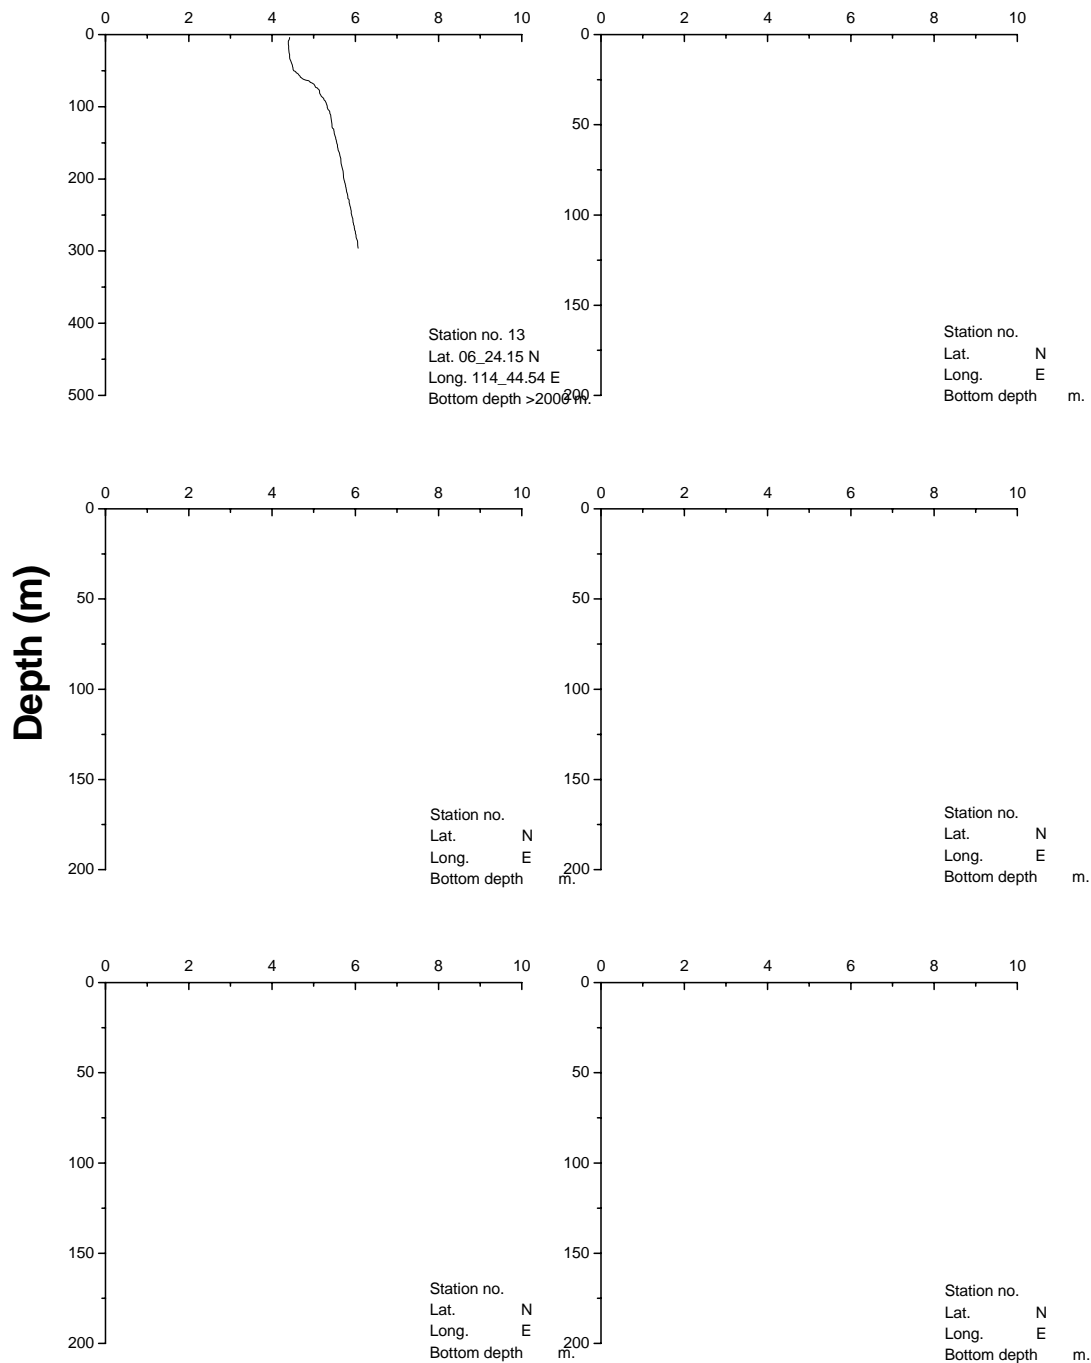 0 2 4 6 8 10
0
100
200
300
400
500
Station no. 13
Lat. 06_24.15 N
Long. 114_44.54 E
Bottom depth >2000 m.
0 2 4 6 8 10
0
50
100
150
200
Station no.
Lat. N
Long. E
Bottom depth m.
Depth (m)
0 2 4 6 8 10
0
50
100
150
200
Station no.
Lat. N
Long. E
Bottom depth m.
0 2 4 6 8 10
0
50
100
150
200
Station no.
Lat. N
Long. E
Bottom depth m.
0 2 4 6 8 10
0
50
100
150
200
Station no.
Lat. N
Long. E
Bottom depth m.
0 2 4 6 8 10
0
50
100
150
200
Station no.
Lat. N
Long. E
Bottom depth m.